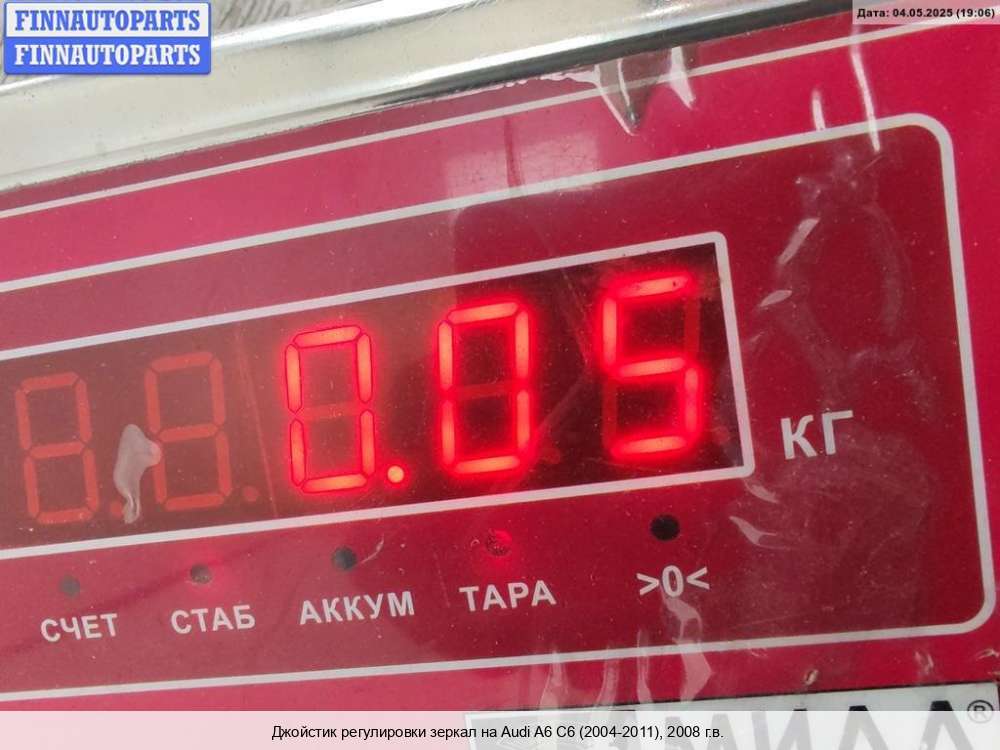 FINNAUTOPARTS
FINNAUTOPARTS
Дата: 04.05.2025 (19:06)
0.05
КГ
СЧЕТ СТАБ АККУМ ТАРА >0<
Джойстик регулировки зеркал на Audi A6 C6 (2004-2011), 2008 г.в.